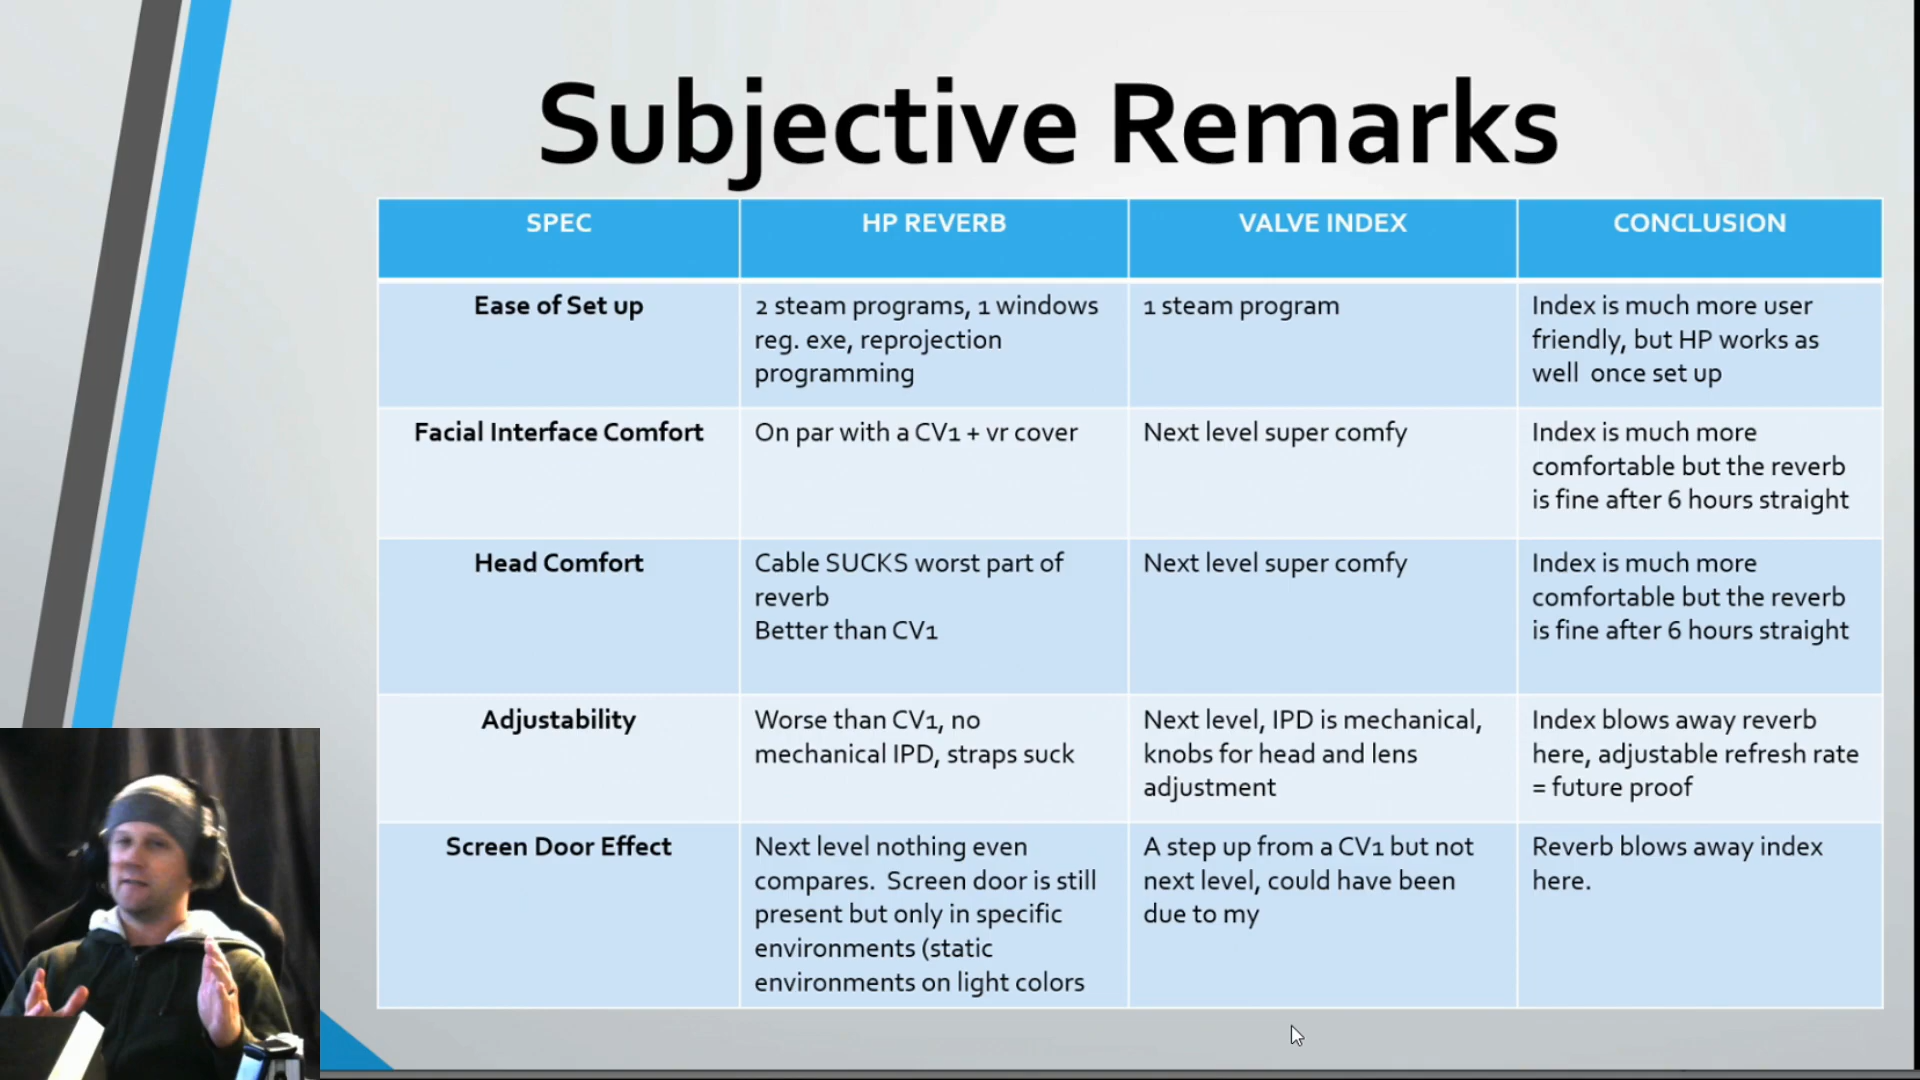 Subjective Remarks
SPEC
HP REVERB
VALVE INDEX
CONCLUSION
Ease of Set up
2 steam programs, 1 windows
reg. exe, reprojection
programming
1 steam program
Index is much more user
friendly, but HP works as
well once set up
Facial Interface Comfort
On par with a CV1 + vr cover
Next level super comfy
Index is much more
comfortable but the reverb
is fine after 6 hours straight
Head Comfort
Cable SUCKS worst part of
reverb
Better than CV1
Next level super comfy
Index is much more
comfortable but the reverb
is fine after 6 hours straight
Adjustability
Worse than CV1, no
mechanical IPD, straps suck
Next level, IPD is mechanical,
knobs for head and lens
adjustment
Index blows away reverb
here, adjustable refresh rate
= future proof
Screen Door Effect
Next level nothing even
compares. Screen door is still
present but only in specific
environments (static
environments on light colors
A step up from a CV1 but not
next level, could have been
due to my
Reverb blows away index
here.